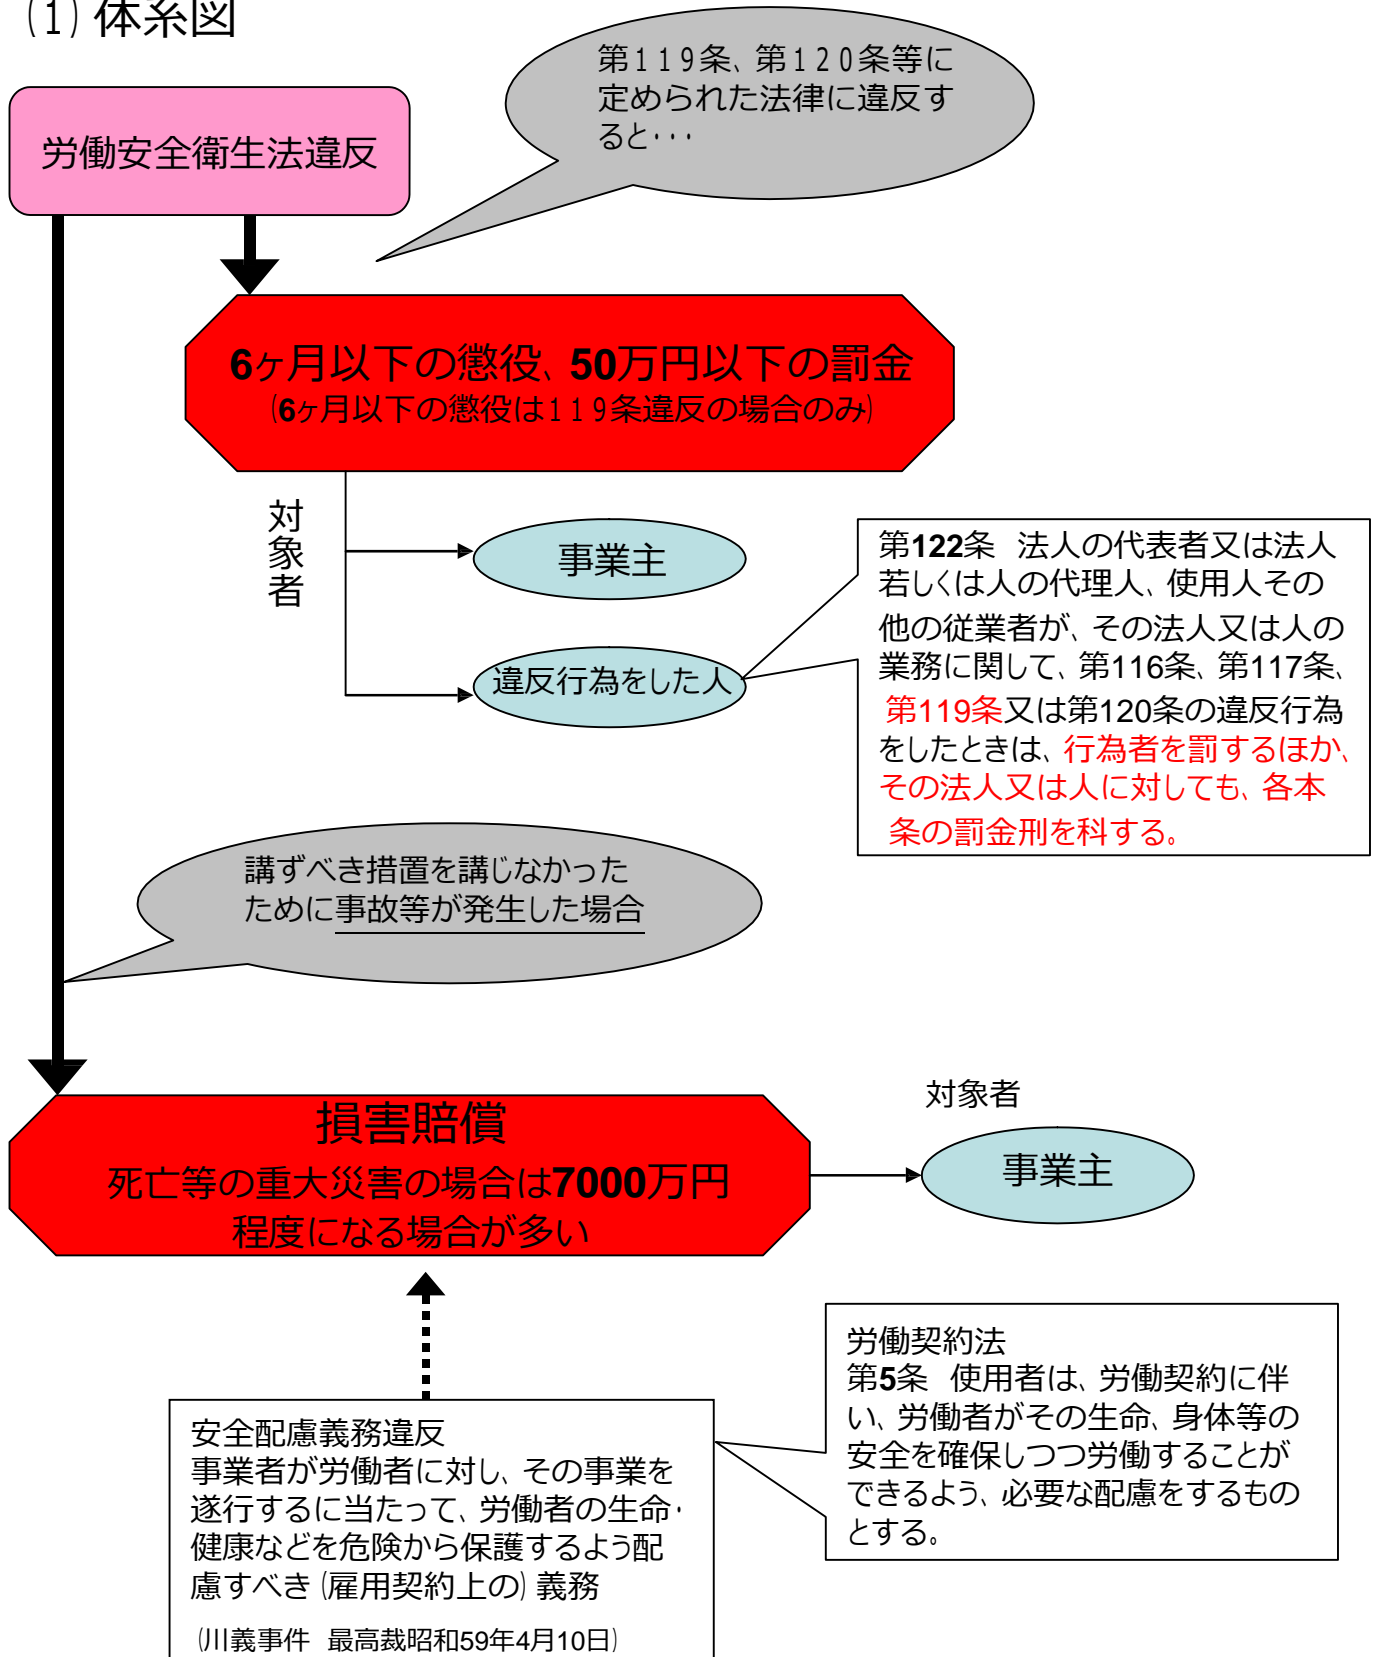 (1) 体系図
第119条、第120条等に
定められた法律に違反す
ると・・・
労働安全衛生法違反
6ヶ月以下の懲役、50万円以下の罰金
(6ヶ月以下の懲役は119条違反の場合のみ)
対象者
事業主
違反行為をした人
第122条 法人の代表者又は法人
若しくは人の代理人、使用人その
他の従業者が、その法人又は人の
業務に関して、第116条、第117条、
第119条又は第120条の違反行為
をしたときは、行為者を罰するほか、
その法人又は人に対しても、各本
条の罰金刑を科する。
講ずべき措置を講じなかった
ために事故等が発生した場合
損害賠償
死亡等の重大災害の場合は7000万円
程度になる場合が多い
対象者
事業主
安全配慮義務違反
事業者が労働者に対し、その事業を
遂行するに当たって、労働者の生命・
健康などを危険から保護するよう配
慮すべき(雇用契約上の)義務
(川義事件 最高裁昭和59年4月10日)
労働契約法
第5条 使用者は、労働契約に伴
い、労働者がその生命、身体等の
安全を確保しつつ労働することが
できるよう、必要な配慮をするもの
とする。